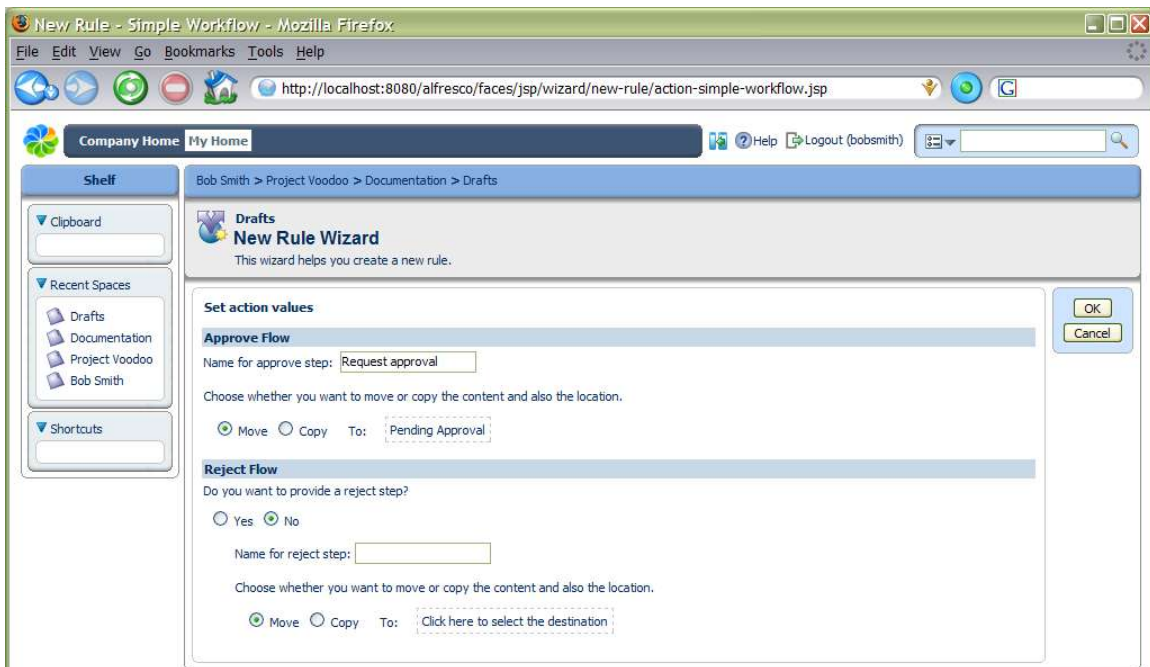 New Rule - Simple Workflow - Mozilla Firefox
File Edit View Go Bookmarks Tools Help
http://localhost:8080/alfresco/faces/jsp/wizard/new-rule/action-simple-workflow.jsp G
Company Home My Home ? Help Logout (bobsmith)
Shelf
Bob Smith > Project Voodoo > Documentation > Drafts
Clipboard
Recent Spaces
Drafts
Documentation
Project Voodoo
Bob Smith
Shortcuts
Drafts
New Rule Wizard
This wizard helps you create a new rule.
Set action values
Approve Flow
Name for approve step: Request approval
Choose whether you want to move or copy the content and also the location.
Move Copy To: Pending Approval
Reject Flow
Do you want to provide a reject step?
Yes No
Name for reject step:
Choose whether you want to move or copy the content and also the location.
Move Copy To: Click here to select the destination
OK
Cancel